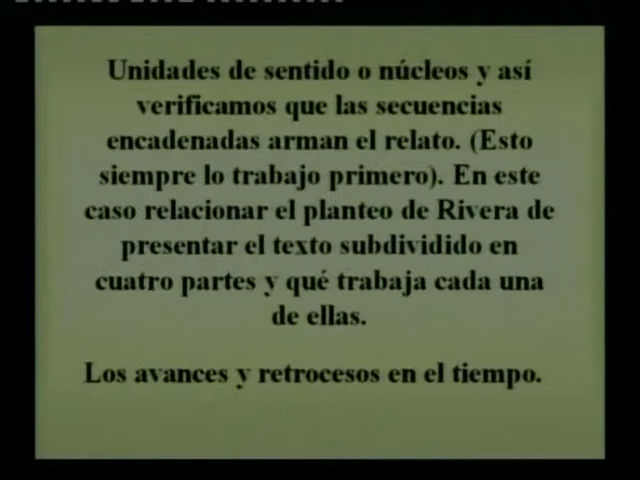 Unidades de sentido o núcleos y así
verificamos que las secuencias
encadenadas arman el relato. (Esto
siempre lo trabajo primero). En este
caso relacionar el planteo de Rivera de
presentar el texto subdividido en
cuatro partes y qué trabaja cada una
de ellas.
Los avances y retrocesos en el tiempo.